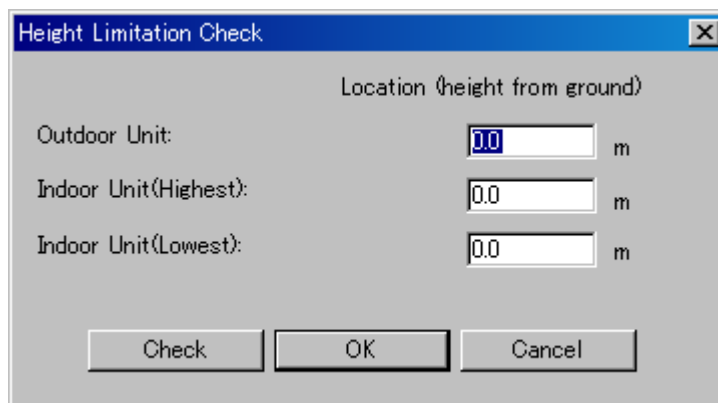 Height Limitation Check
Location (height from ground)
Outdoor Unit: 0.0 m
Indoor Unit(Highest): 0.0 m
Indoor Unit(Lowest): 0.0 m
Check OK Cancel